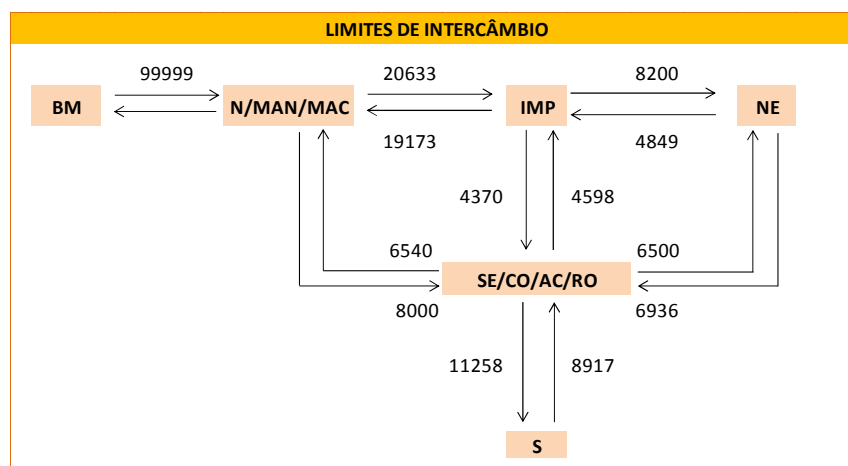 LIMITES DE INTERCÂMBIO
99999 20633 8200
BM N/MAN/MAC IMP NE
19173 4849
4370 4598
6540 6500
SE/CO/AC/RO
8000 6936
11258 8917
S